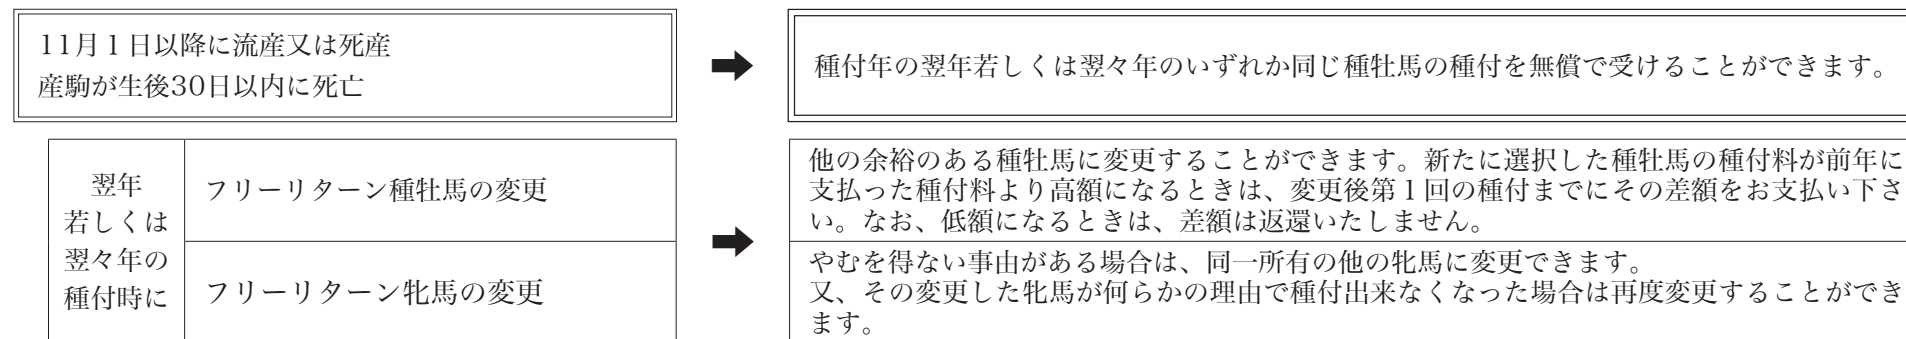 11月1日以降に流産又は死産
産駒が生後30日以内に死亡
➡
種付年の翌年若しくは翌々年のいずれか同じ種牡馬の種付を無償で受けることができます。
翌年
若しくは
翌々年の
種付時に
フリーリターン種牡馬の変更
➡
他の余裕のある種牡馬に変更することができます。新たに選択した種牡馬の種付料が前年に
支払った種付料より高額になるときは、変更後第1回の種付までにその差額をお支払い下さ
い。なお、低額になるときは、差額は返還いたしません。
フリーリターン牝馬の変更
やむを得ない事由がある場合は、同一所有の他の牝馬に変更できます。
又、その変更した牝馬が何らかの理由で種付出来なくなった場合は再度変更することができ
ます。